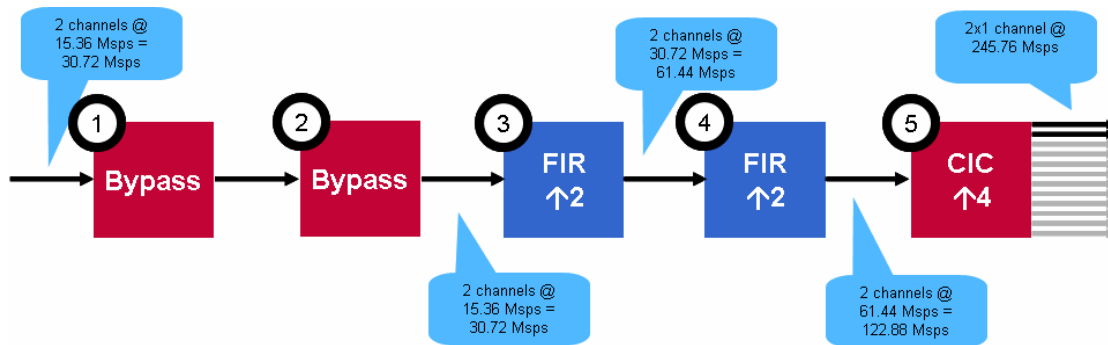 2 channels @
15.36 Msps =
30.72 Msps
2 channels @
30.72 Msps =
61.44 Msps
2x1 channel @
245.76 Msps
1
Bypass
2
Bypass
3
FIR
↑2
4
FIR
↑2
5
CIC
↑4
2 channels @
15.36 Msps =
30.72 Msps
2 channels @
61.44 Msps =
122.88 Msps